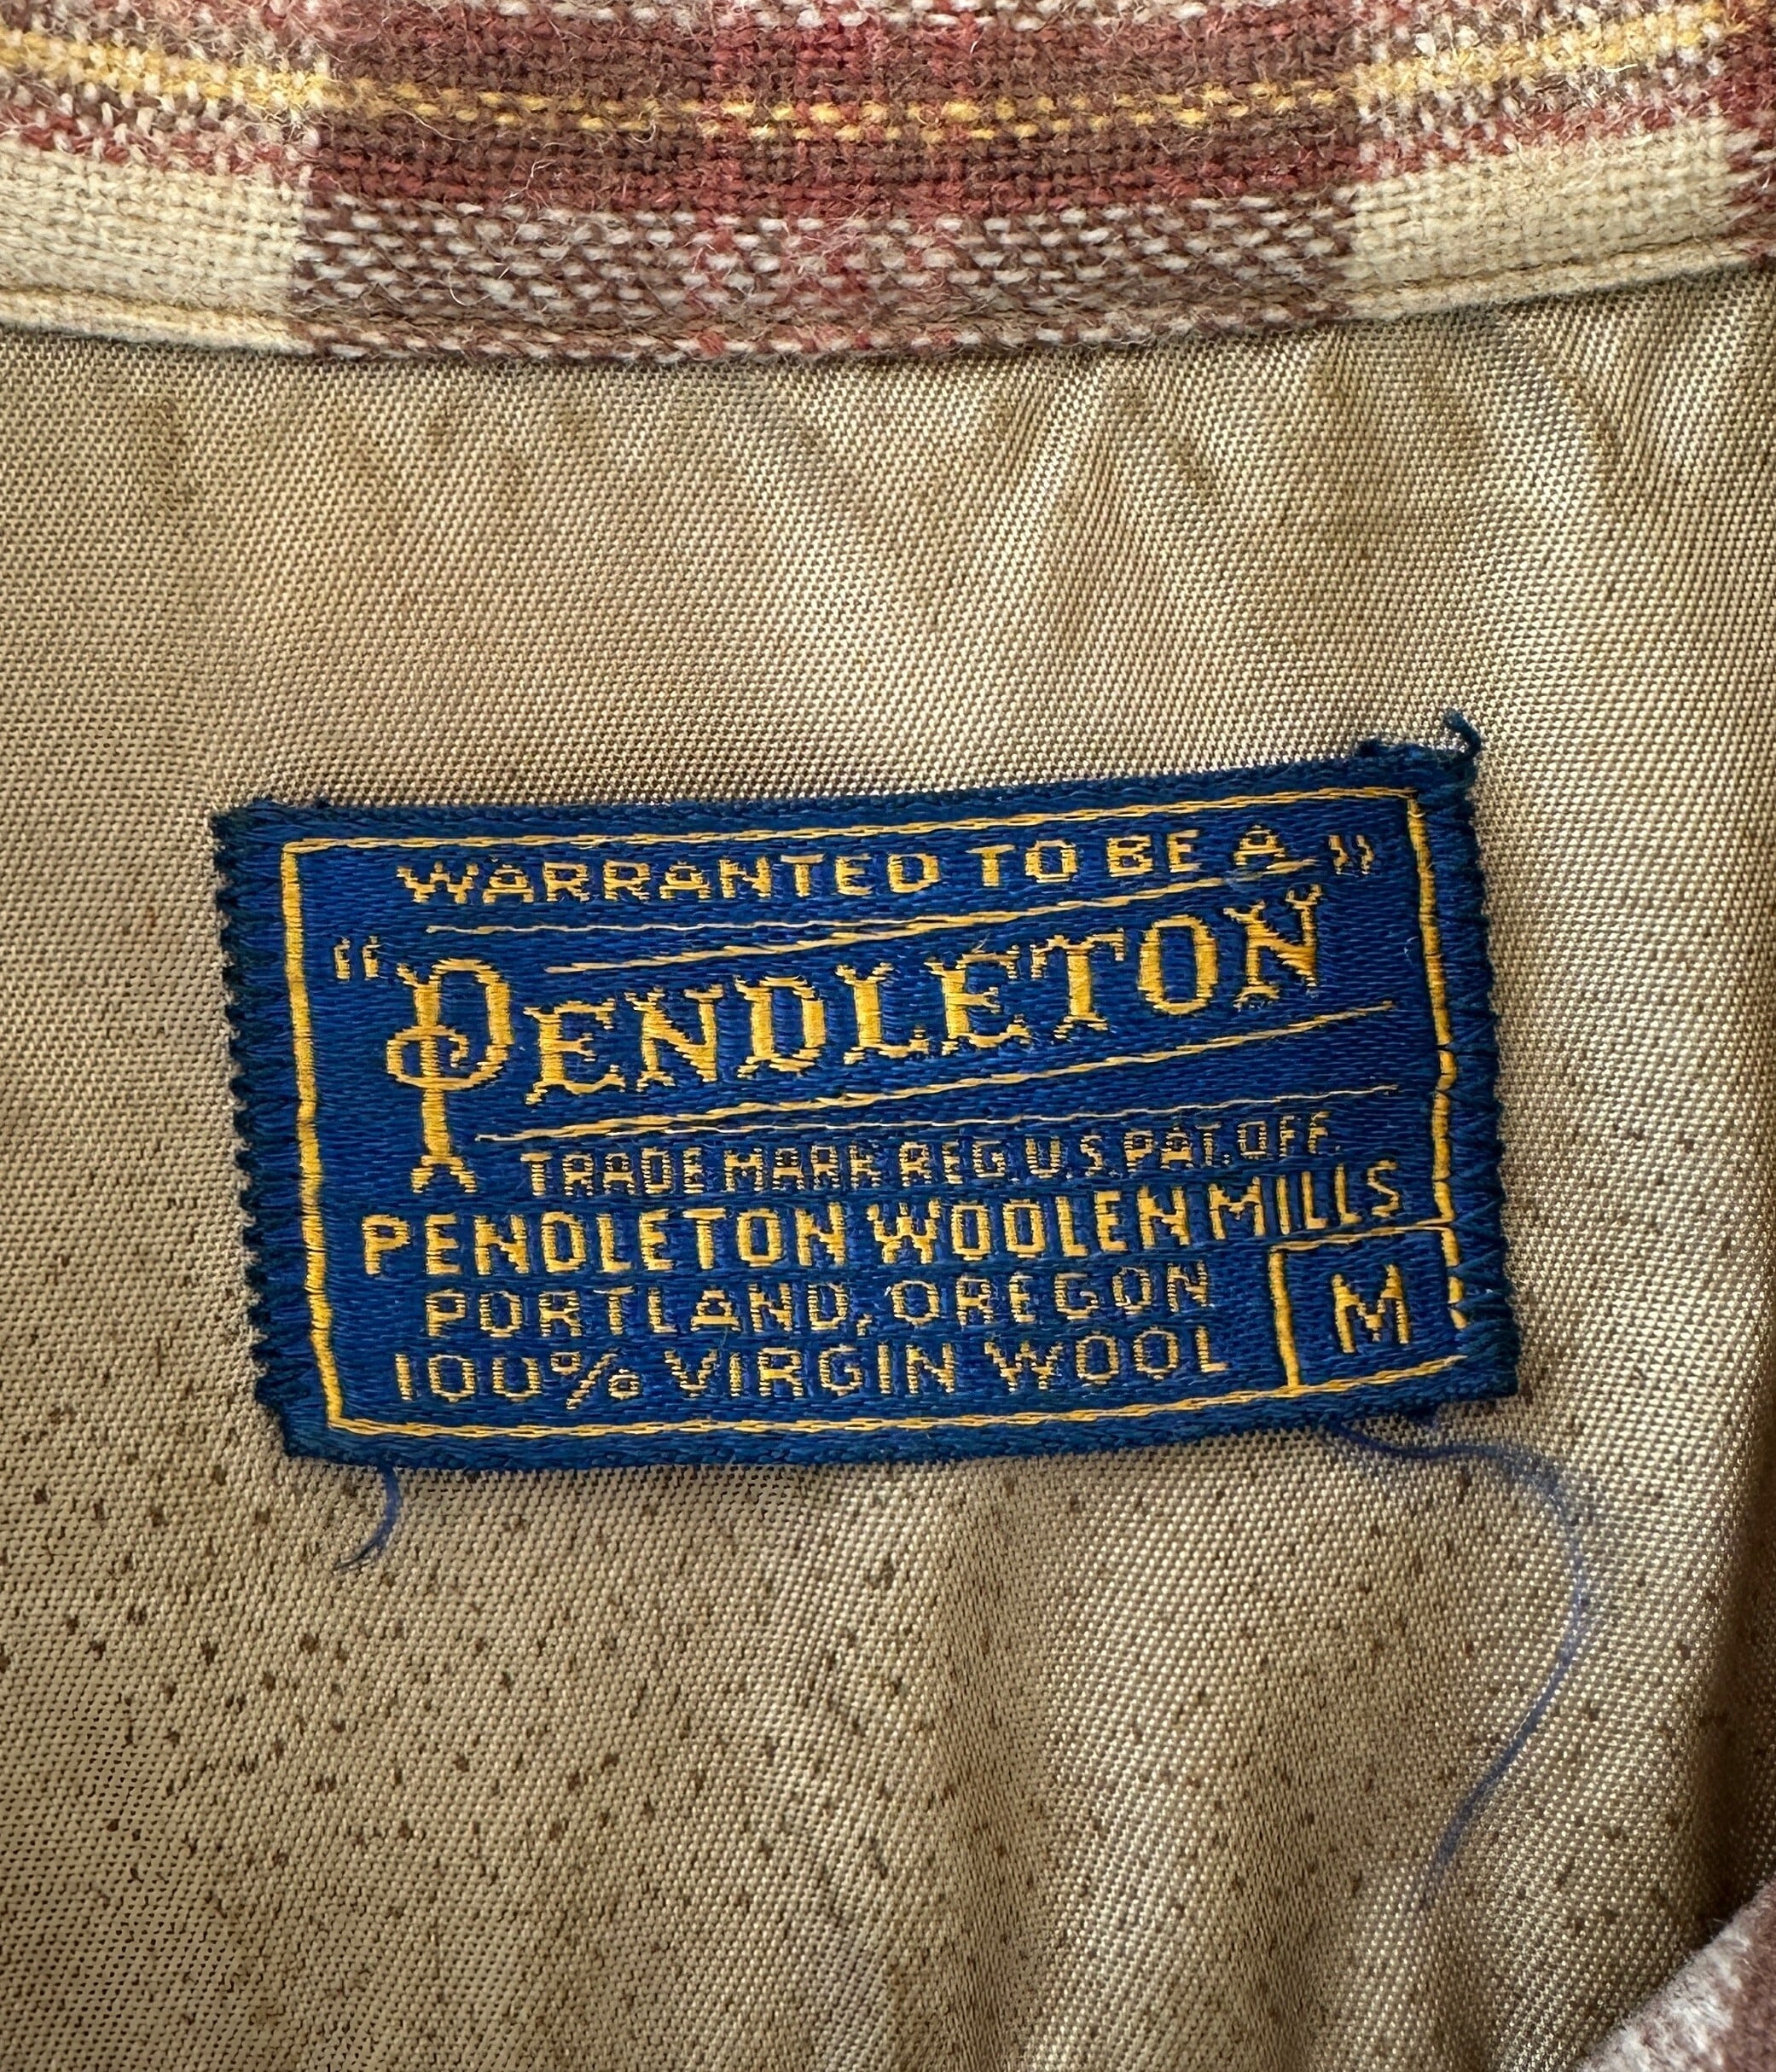 WARRANTED TO BE A
"PENDLETON"
TRADE MARK REG. U.S. PAT. OFF.
PENDLETON WOOLEN MILLS
PORTLAND, OREGON
100% VIRGIN WOOL
M